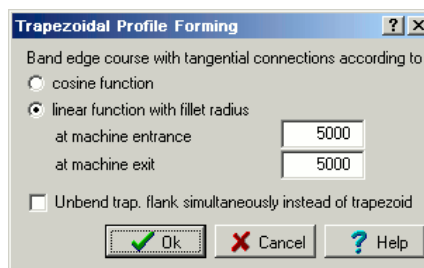 Trapezoidal Profile Forming
Band edge course with tangential connections according to
cosine function
linear function with fillet radius
at machine entrance 5000
at machine exit 5000
Unbend trap. flank simultaneously instead of trapezoid
Ok Cancel ? Help